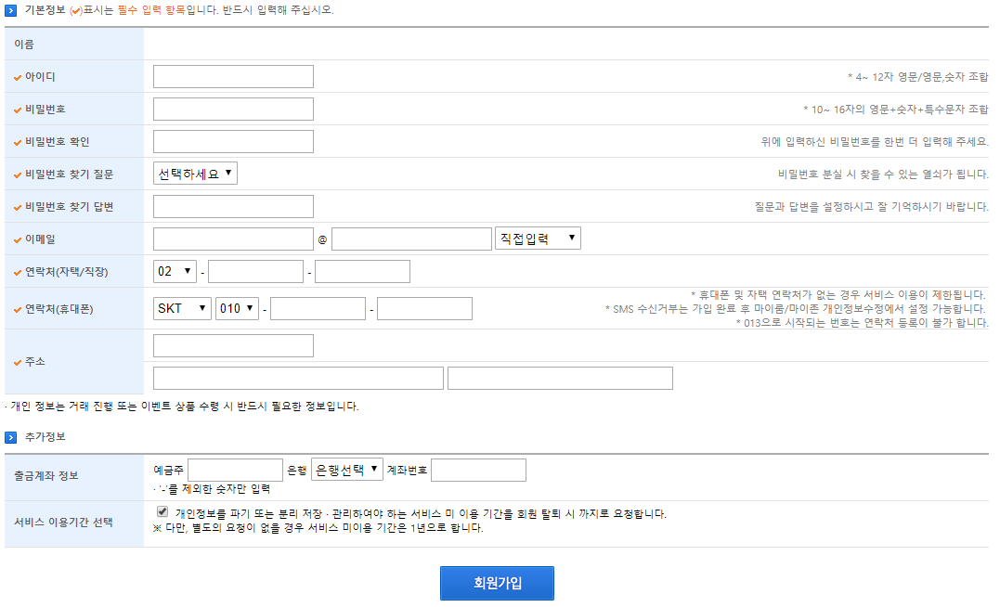 기본정보 (✔)표시는 필수 입력 항목입니다. 반드시 입력해 주십시오.
이름
아이디 * 4~ 12자 영문/영문,숫자 조합
비밀번호 * 10~ 16자의 영문+숫자+특수문자 조합
비밀번호 확인 위에 입력하신 비밀번호를 한번 더 입력해 주세요.
비밀번호 찾기 질문 선택하세요 비밀번호 분실 시 찾을 수 있는 열쇠가 됩니다.
비밀번호 찾기 답변 질문과 답변을 설정하시고 잘 기억하시기 바랍니다.
이메일 @ 직접입력
연락처(자택/직장) 02 - -
* 휴대폰 및 자택 연락처가 없는 경우 서비스 이용이 제한됩니다.
연락처(휴대폰) SKT 010 - - * SMS 수신거부는 가입 완료 후 마이룸/마이존 개인정보수정에서 설정 가능합니다.
* 013으로 시작되는 번호는 연락처 등록이 불가 합니다.
주소
· 개인 정보는 거래 진행 또는 이벤트 상품 수령 시 반드시 필요한 정보입니다.
추가정보
출금계좌 정보 예금주 은행 은행선택 계좌번호
· '-'를 제외한 숫자만 입력
서비스 이용기간 선택 개인정보를 파기 또는 분리 저장 · 관리하여야 하는 서비스 미 이용 기간을 회원 탈퇴 시 까지로 요청합니다.
※ 다만, 별도의 요청이 없을 경우 서비스 미이용 기간은 1년으로 합니다.
회원가입